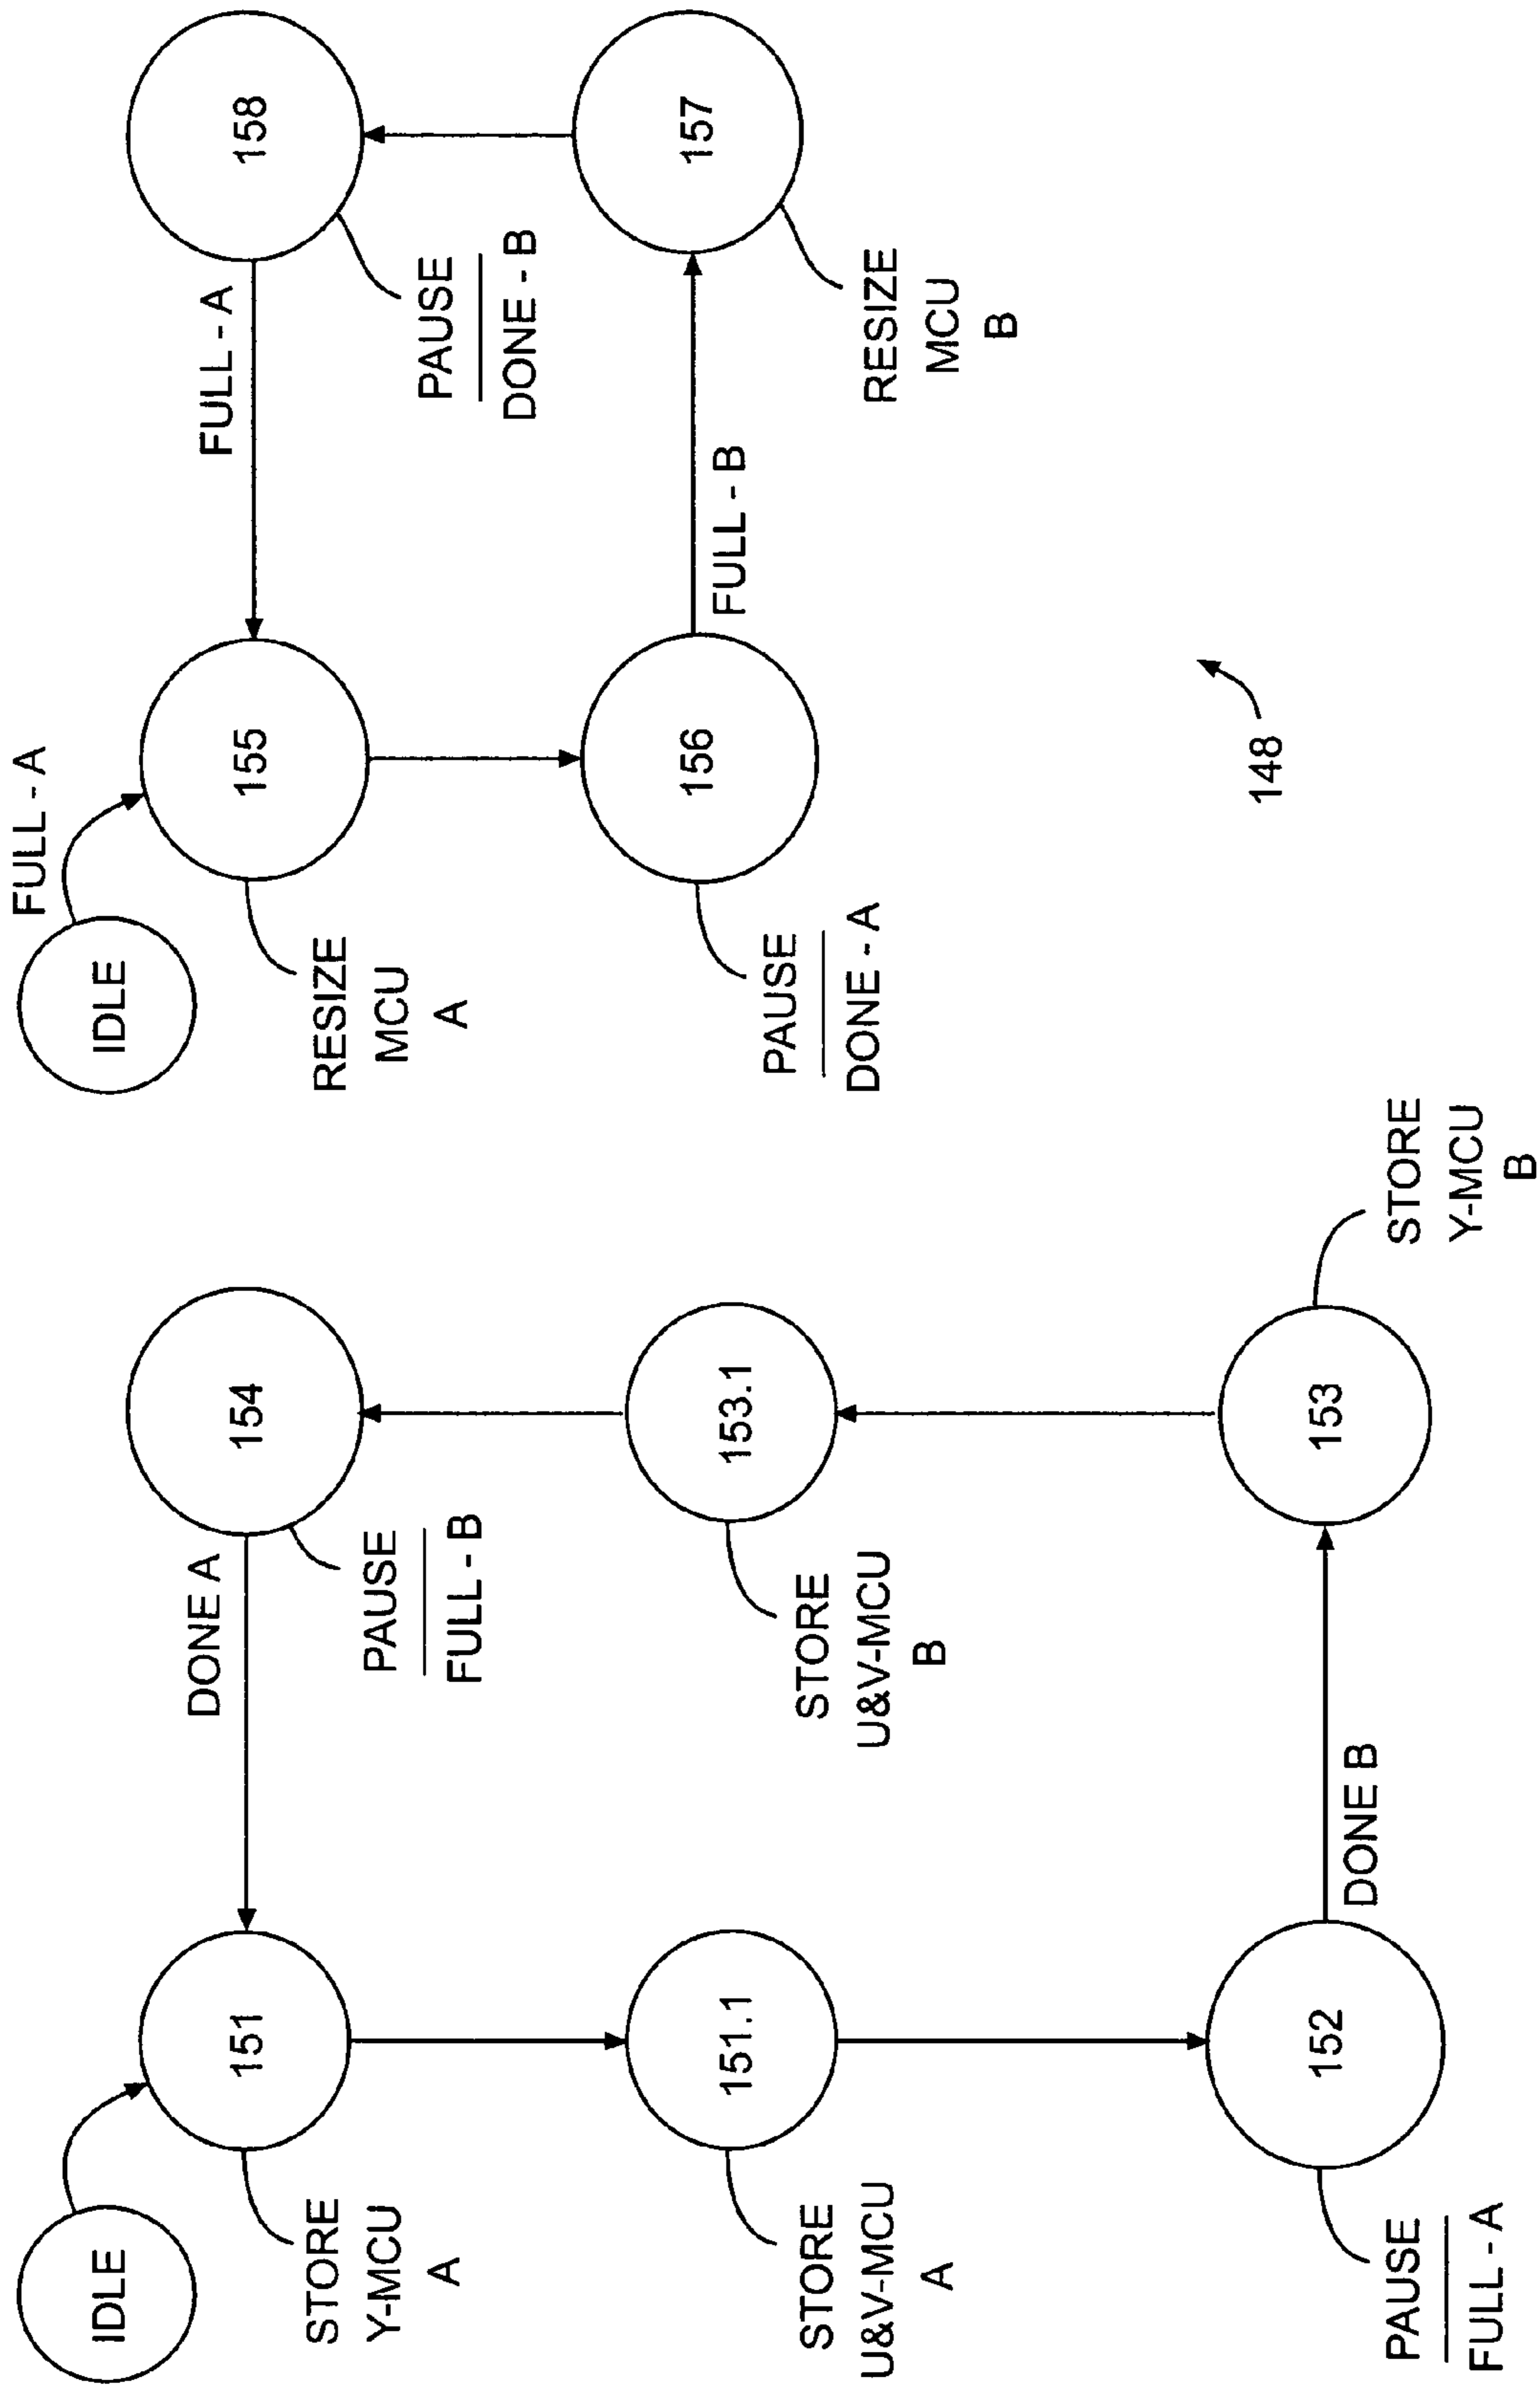 IDLE
151
STORE
Y-MCU
A
DONE A
154
PAUSE
FULL - B
151.1
STORE
U&V-MCU
A
153.1
STORE
U&V-MCU
B
152
PAUSE
FULL - A
DONE B
153
STORE
Y-MCU
B
IDLE
FULL - A
155
RESIZE
MCU
A
FULL - A
158
PAUSE
DONE - B
156
PAUSE
DONE - A
FULL - B
157
RESIZE
MCU
B
148